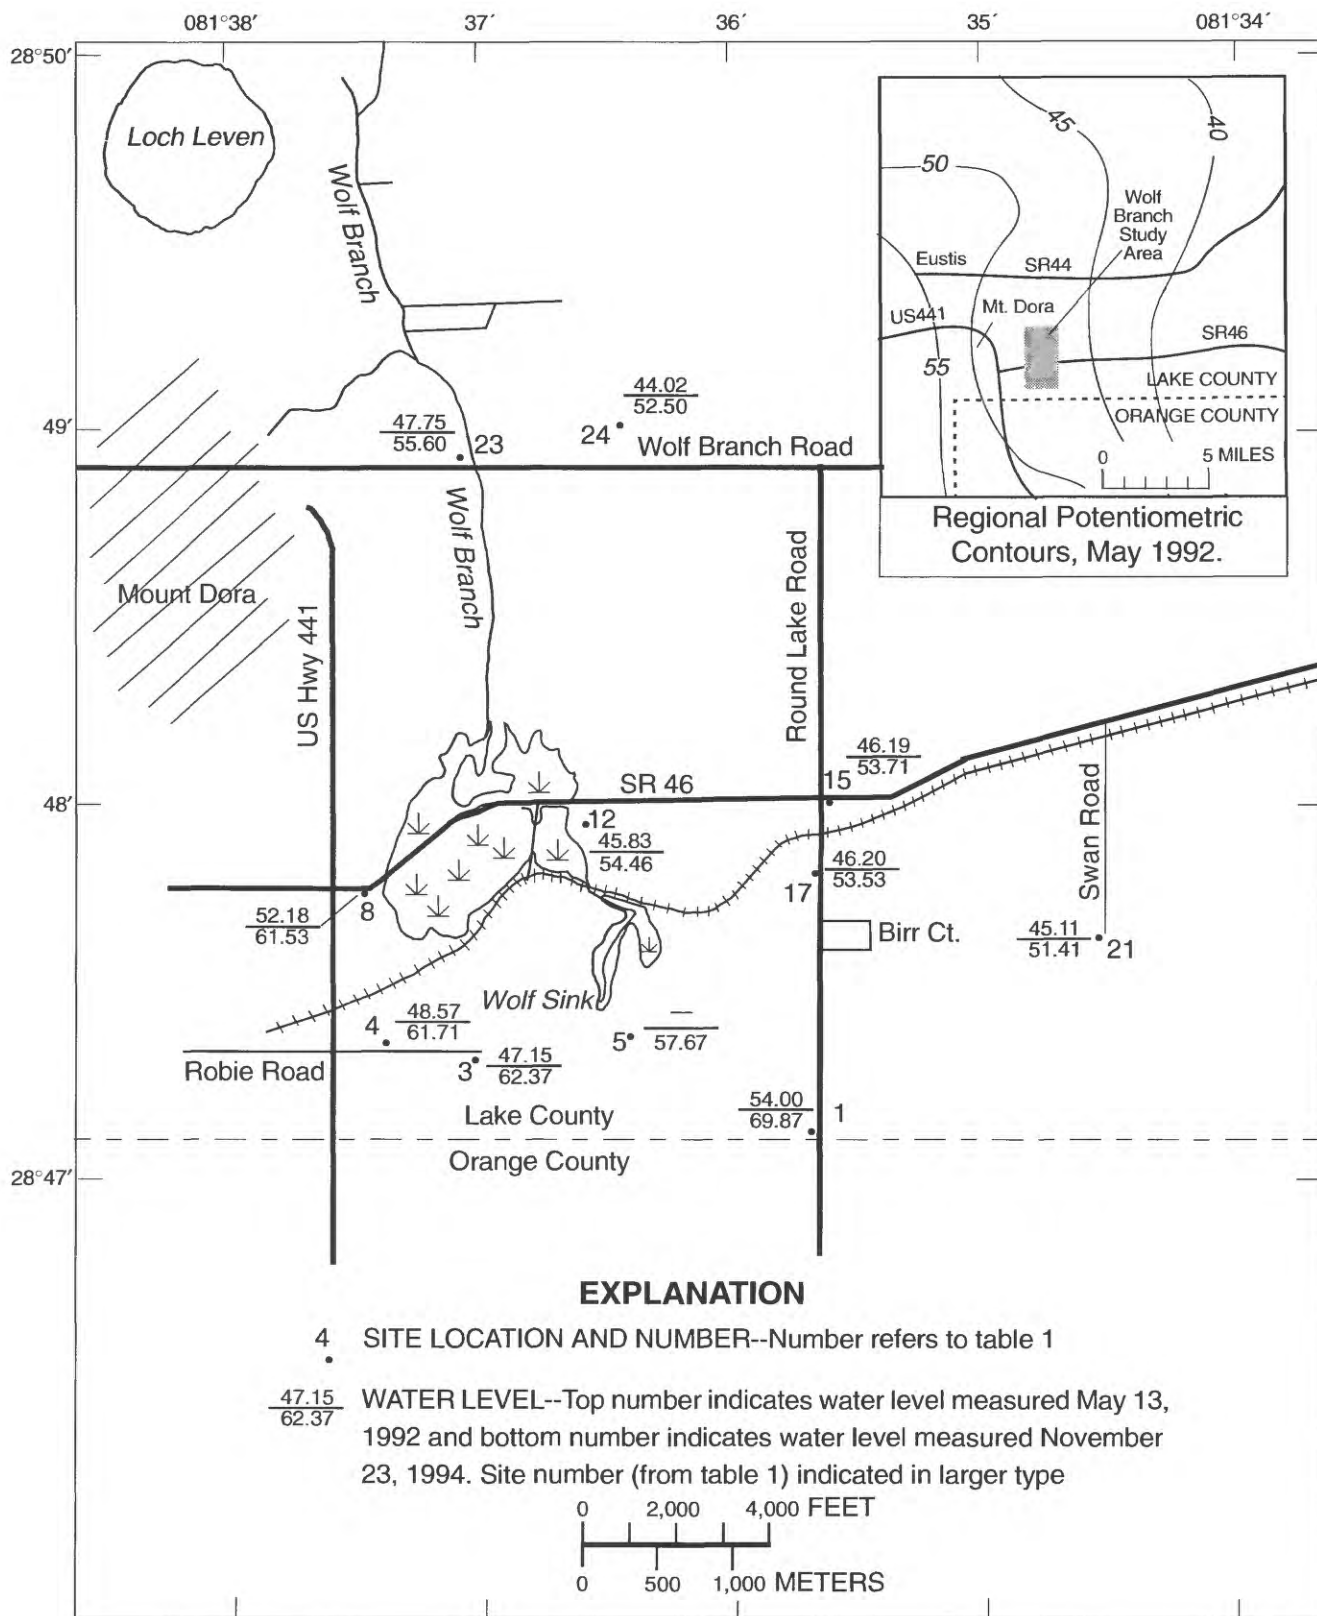 081°38′ 37′ 36′ 35′ 081°34′
28°50′
Loch Leven
Wolf Branch
45
40
50
Wolf
Branch
Study
Area
Eustis
SR44
US441
Mt. Dora
SR46
55
LAKE COUNTY
ORANGE COUNTY
0 5 MILES
Regional Potentiometric
Contours, May 1992.
44.02
52.50
24
47.75
55.60
23
49′
Wolf Branch Road
Wolf Branch
Mount Dora
US Hwy 441
Round Lake Road
46.19
53.71
15
SR 46
48′
12
45.83
54.46
Swan Road
46.20
53.53
17
8
52.18
61.53
Birr Ct.
45.11
51.41
21
Wolf Sink
4
48.57
61.71
5
—
57.67
Robie Road
3
47.15
62.37
54.00
69.87
1
Lake County
Orange County
28°47′
EXPLANATION
4 SITE LOCATION AND NUMBER--Number refers to table 1
47.15
62.37
WATER LEVEL--Top number indicates water level measured May 13,
1992 and bottom number indicates water level measured November
23, 1994. Site number (from table 1) indicated in larger type
0 2,000 4,000 FEET
0 500 1,000 METERS